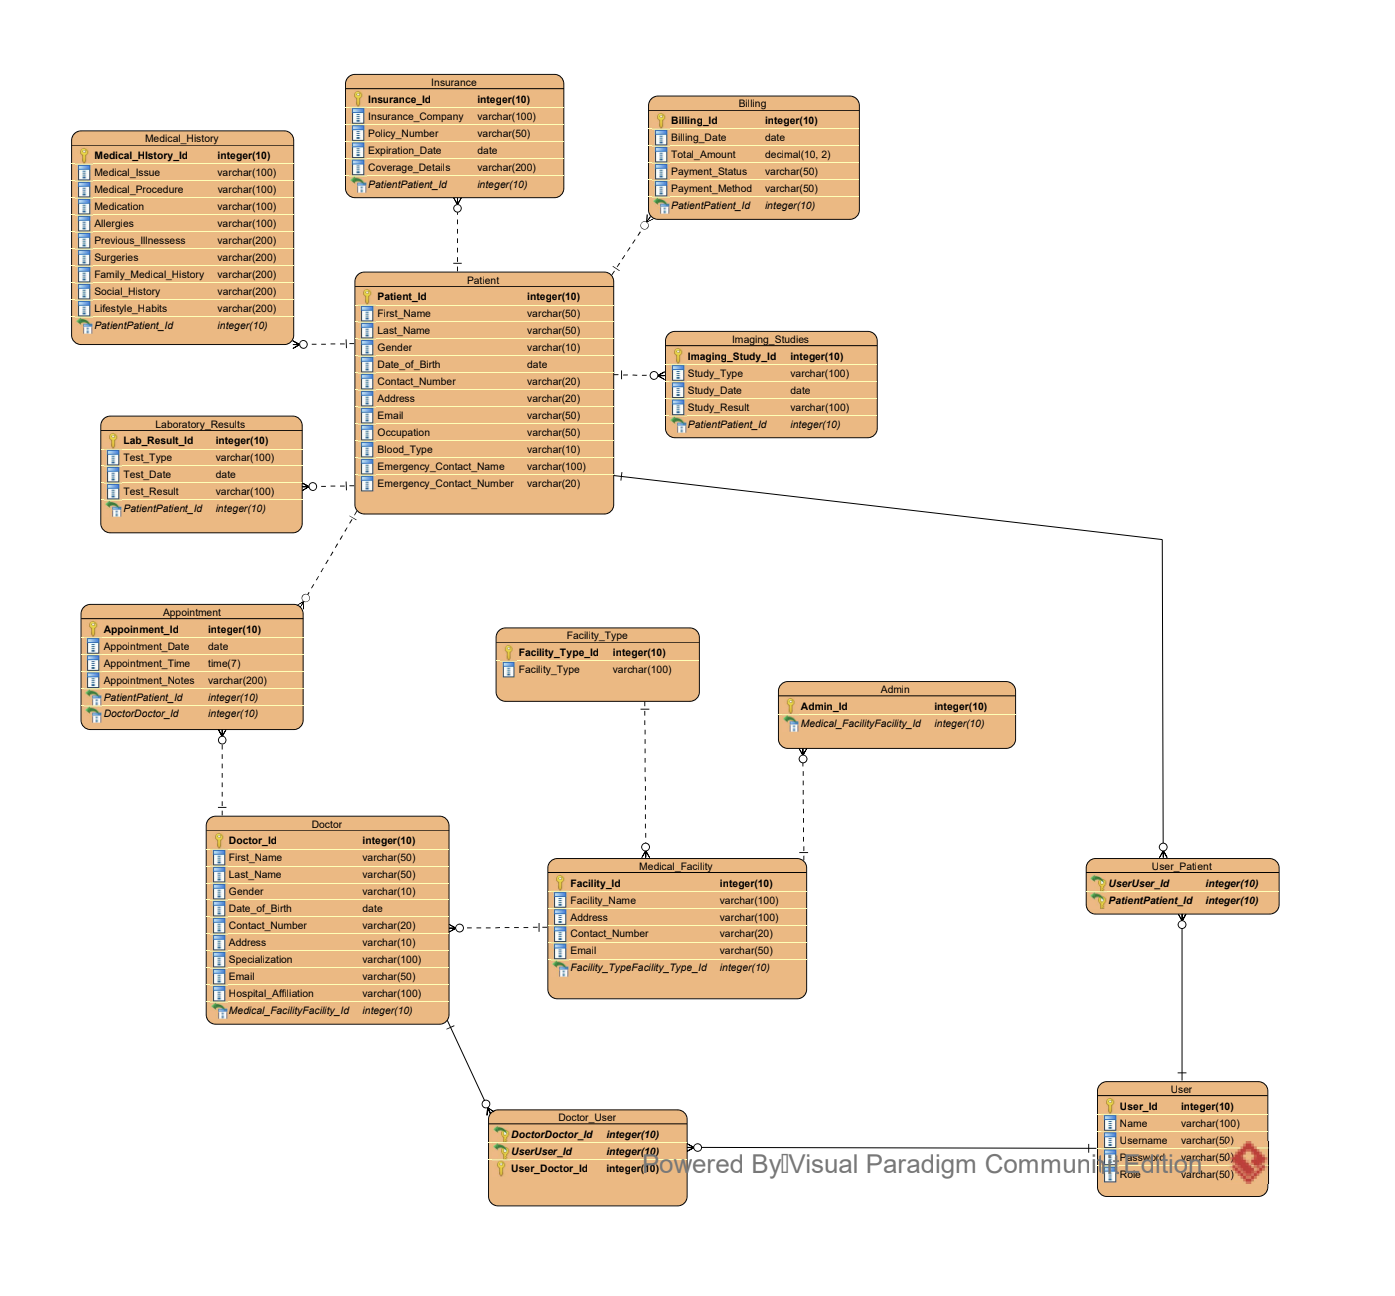 Insurance
Insurance_Id integer(10)
Insurance_Company varchar(100)
Policy_Number varchar(50)
Expiration_Date date
Coverage_Details varchar(200)
PatientPatient_Id integer(10)
Billing
Billing_Id integer(10)
Billing_Date date
Total_Amount decimal(10, 2)
Payment_Status varchar(50)
Payment_Method varchar(50)
PatientPatient_Id integer(10)
Medical_History
Medical_HIstory_Id integer(10)
Medical_Issue varchar(100)
Medical_Procedure varchar(100)
Medication varchar(100)
Allergies varchar(100)
Previous_Illnessess varchar(200)
Surgeries varchar(200)
Family_Medical_History varchar(200)
Social_History varchar(200)
Lifestyle_Habits varchar(200)
PatientPatient_Id integer(10)
Patient
Patient_Id integer(10)
First_Name varchar(50)
Last_Name varchar(50)
Gender varchar(10)
Date_of_Birth date
Contact_Number varchar(20)
Address varchar(20)
Email varchar(50)
Occupation varchar(50)
Blood_Type varchar(10)
Emergency_Contact_Name varchar(100)
Emergency_Contact_Number varchar(20)
Imaging_Studies
Imaging_Study_Id integer(10)
Study_Type varchar(100)
Study_Date date
Study_Result varchar(100)
PatientPatient_Id integer(10)
Laboratory_Results
Lab_Result_Id integer(10)
Test_Type varchar(100)
Test_Date date
Test_Result varchar(100)
PatientPatient_Id integer(10)
Appointment
Appoinment_Id integer(10)
Appointment_Date date
Appointment_Time time(7)
Appointment_Notes varchar(200)
PatientPatient_Id integer(10)
DoctorDoctor_Id integer(10)
Facility_Type
Facility_Type_Id integer(10)
Facility_Type varchar(100)
Admin
Admin_Id integer(10)
Medical_FacilityFacility_Id integer(10)
Doctor
Doctor_Id integer(10)
First_Name varchar(50)
Last_Name varchar(50)
Gender varchar(10)
Date_of_Birth date
Contact_Number varchar(20)
Address varchar(10)
Specialization varchar(100)
Email varchar(50)
Hospital_Affiliation varchar(100)
Medical_FacilityFacility_Id integer(10)
Medical_Facility
Facility_Id integer(10)
Facility_Name varchar(100)
Address varchar(100)
Contact_Number varchar(20)
Email varchar(50)
Facility_TypeFacility_Type_Id integer(10)
User_Patient
UserUser_Id integer(10)
PatientPatient_Id integer(10)
Doctor_User
DoctorDoctor_Id integer(10)
UserUser_Id integer(10)
User_Doctor_Id integer(10)
User
User_Id integer(10)
Name varchar(100)
Username varchar(50)
Password varchar(50)
Role varchar(50)
Powered By Visual Paradigm Community Edition